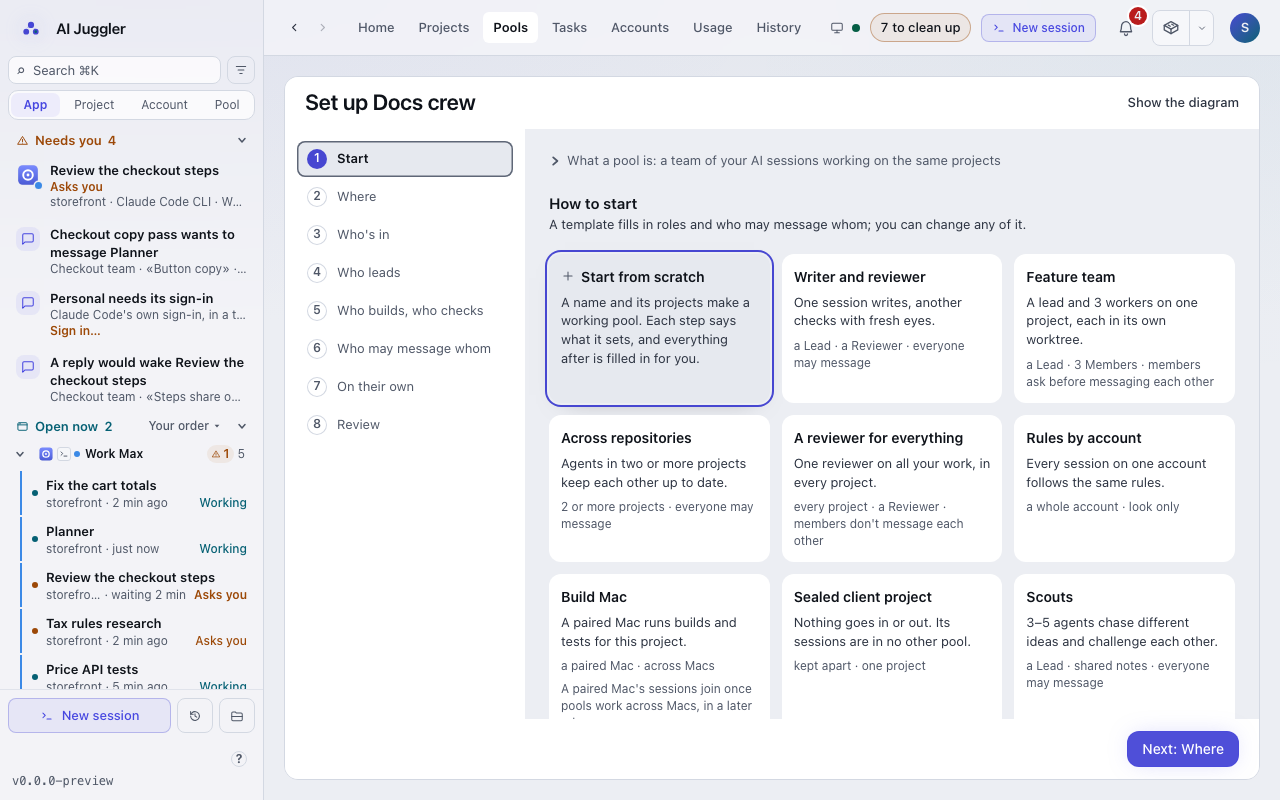 AI Juggler
Search ⌘K
App Project Account Pool
Needs you 4
Review the checkout steps
Asks you
storefront · Claude Code CLI · W…
Checkout copy pass wants to
message Planner
Checkout team · «Button copy» ·…
Personal needs its sign-in
Claude Code's own sign-in, in a t…
Sign in…
A reply would wake Review the
checkout steps
Checkout team · «Steps share o…
Open now 2 Your order
Work Max 1 5
Fix the cart totals
storefront · 2 min ago Working
Planner
storefront · just now Working
Review the checkout steps
storefro… · waiting 2 min Asks you
Tax rules research
storefront · 2 min ago Asks you
Price API tests
storefront · 5 min ago Working
New session
?
v0.0.0-preview
Home Projects Pools Tasks Accounts Usage History 7 to clean up New session 4 S
Set up Docs crew
Show the diagram
1 Start
2 Where
3 Who's in
4 Who leads
5 Who builds, who checks
6 Who may message whom
7 On their own
8 Review
What a pool is: a team of your AI sessions working on the same projects
How to start
A template fills in roles and who may message whom; you can change any of it.
Start from scratch
A name and its projects make a
working pool. Each step says
what it sets, and everything
after is filled in for you.
Writer and reviewer
One session writes, another
checks with fresh eyes.
a Lead · a Reviewer · everyone
may message
Feature team
A lead and 3 workers on one
project, each in its own
worktree.
a Lead · 3 Members · members
ask before messaging each other
Across repositories
Agents in two or more projects
keep each other up to date.
2 or more projects · everyone may
message
A reviewer for everything
One reviewer on all your work, in
every project.
every project · a Reviewer ·
members don't message each
other
Rules by account
Every session on one account
follows the same rules.
a whole account · look only
Build Mac
A paired Mac runs builds and
tests for this project.
a paired Mac · across Macs
A paired Mac's sessions join once
pools work across Macs, in a later
Sealed client project
Nothing goes in or out. Its
sessions are in no other pool.
kept apart · one project
Scouts
3–5 agents chase different
ideas and challenge each other.
a Lead · shared notes · everyone
may message
Next: Where